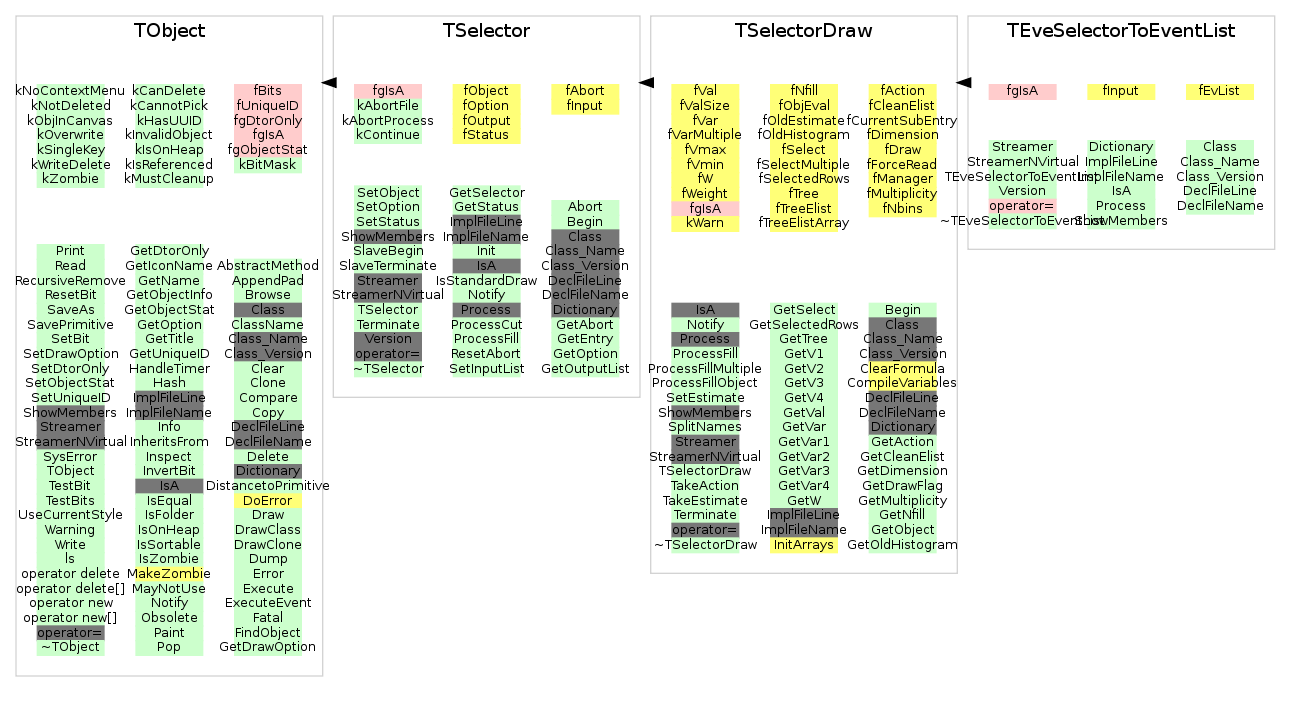 TObject
kNoContextMenu
kNotDeleted
kObjInCanvas
kOverwrite
kSingleKey
kWriteDelete
kZombie
kCanDelete
kCannotPick
kHasUUID
kInvalidObject
kIsOnHeap
kIsReferenced
kMustCleanup
fBits
fUniqueID
fgDtorOnly
fgIsA
fgObjectStat
kBitMask
Print
Read
RecursiveRemove
ResetBit
SaveAs
SavePrimitive
SetBit
SetDrawOption
SetDtorOnly
SetObjectStat
SetUniqueID
ShowMembers
Streamer
StreamerNVirtual
SysError
TObject
TestBit
TestBits
UseCurrentStyle
Warning
Write
ls
operator delete
operator delete[]
operator new
operator new[]
operator=
~TObject
GetDtorOnly
GetIconName
GetName
GetObjectInfo
GetObjectStat
GetOption
GetTitle
GetUniqueID
HandleTimer
Hash
ImplFileLine
ImplFileName
Info
InheritsFrom
Inspect
InvertBit
IsA
IsEqual
IsFolder
IsOnHeap
IsSortable
IsZombie
MakeZombie
MayNotUse
Notify
Obsolete
Paint
Pop
AbstractMethod
AppendPad
Browse
Class
ClassName
Class_Name
Class_Version
Clear
Clone
Compare
Copy
DeclFileLine
DeclFileName
Delete
Dictionary
DistancetoPrimitive
DoError
Draw
DrawClass
DrawClone
Dump
Error
Execute
ExecuteEvent
Fatal
FindObject
GetDrawOption
TSelector
fgIsA
kAbortFile
kAbortProcess
kContinue
fObject
fOption
fOutput
fStatus
fAbort
fInput
SetObject
SetOption
SetStatus
ShowMembers
SlaveBegin
SlaveTerminate
Streamer
StreamerNVirtual
TSelector
Terminate
Version
operator=
~TSelector
GetSelector
GetStatus
ImplFileLine
ImplFileName
Init
IsA
IsStandardDraw
Notify
Process
ProcessCut
ProcessFill
ResetAbort
SetInputList
Abort
Begin
Class
Class_Name
Class_Version
DeclFileLine
DeclFileName
Dictionary
GetAbort
GetEntry
GetOption
GetOutputList
TSelectorDraw
fVal
fValSize
fVar
fVarMultiple
fVmax
fVmin
fW
fWeight
fgIsA
kWarn
fNfill
fObjEval
fOldEstimate
fOldHistogram
fSelect
fSelectMultiple
fSelectedRows
fTree
fTreeElist
fTreeElistArray
fAction
fCleanElist
fCurrentSubEntry
fDimension
fDraw
fForceRead
fManager
fMultiplicity
fNbins
IsA
Notify
Process
ProcessFill
ProcessFillMultiple
ProcessFillObject
SetEstimate
ShowMembers
SplitNames
Streamer
StreamerNVirtual
TSelectorDraw
TakeAction
TakeEstimate
Terminate
operator=
~TSelectorDraw
GetSelect
GetSelectedRows
GetTree
GetV1
GetV2
GetV3
GetV4
GetVal
GetVar
GetVar1
GetVar2
GetVar3
GetVar4
GetW
ImplFileLine
ImplFileName
InitArrays
Begin
Class
Class_Name
Class_Version
ClearFormula
CompileVariables
DeclFileLine
DeclFileName
Dictionary
GetAction
GetCleanElist
GetDimension
GetDrawFlag
GetMultiplicity
GetNfill
GetObject
GetOldHistogram
TEveSelectorToEventList
fgIsA
fInput
fEvList
Streamer
StreamerNVirtual
TEveSelectorToEventList
Version
operator=
~TEveSelectorToEventList
Dictionary
ImplFileLine
ImplFileName
IsA
Process
ShowMembers
Class
Class_Name
Class_Version
DeclFileLine
DeclFileName